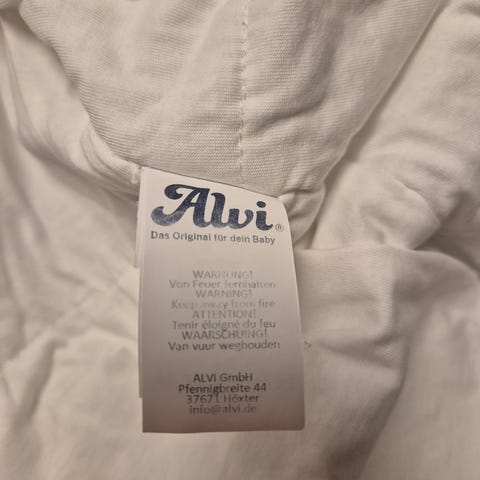 Alvi®
Das Original für dein Baby
WARNUNG!
Von Feuer fernhalten
WARNING!
Keep away from fire
ATTENTION!
Tenir éloigné du feu
WAARSCHUING!
Van vuur weghouden
ALVI GmbH
Pfennigbreite 44
37671 Höxter
info@alvi.de